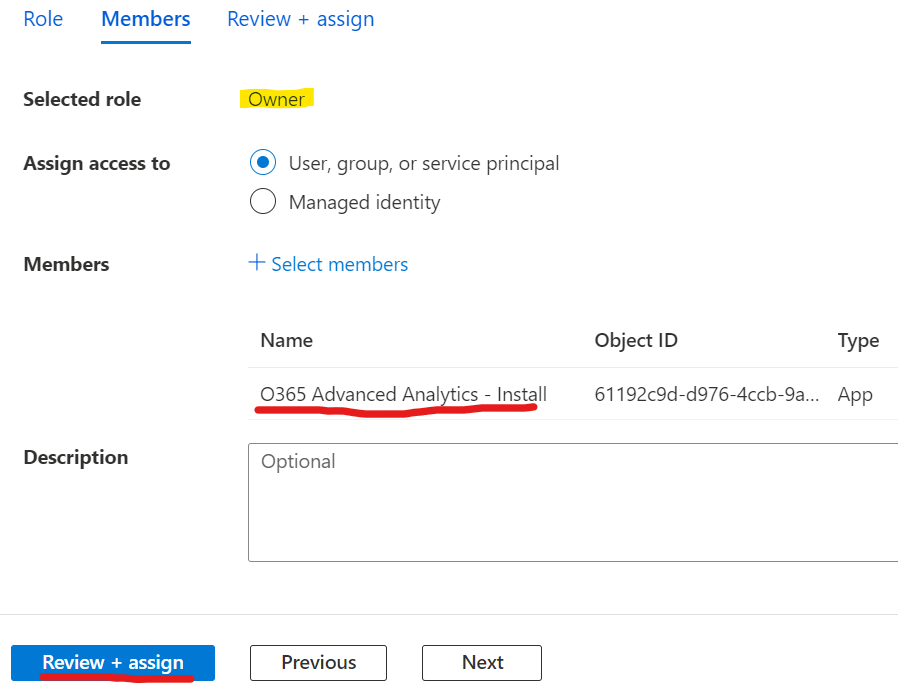 Role Members Review + assign
Selected role Owner
Assign access to User, group, or service principal
Managed identity
Members + Select members
Name Object ID Type
O365 Advanced Analytics - Install 61192c9d-d976-4ccb-9a... App
Description Optional
Review + assign Previous Next